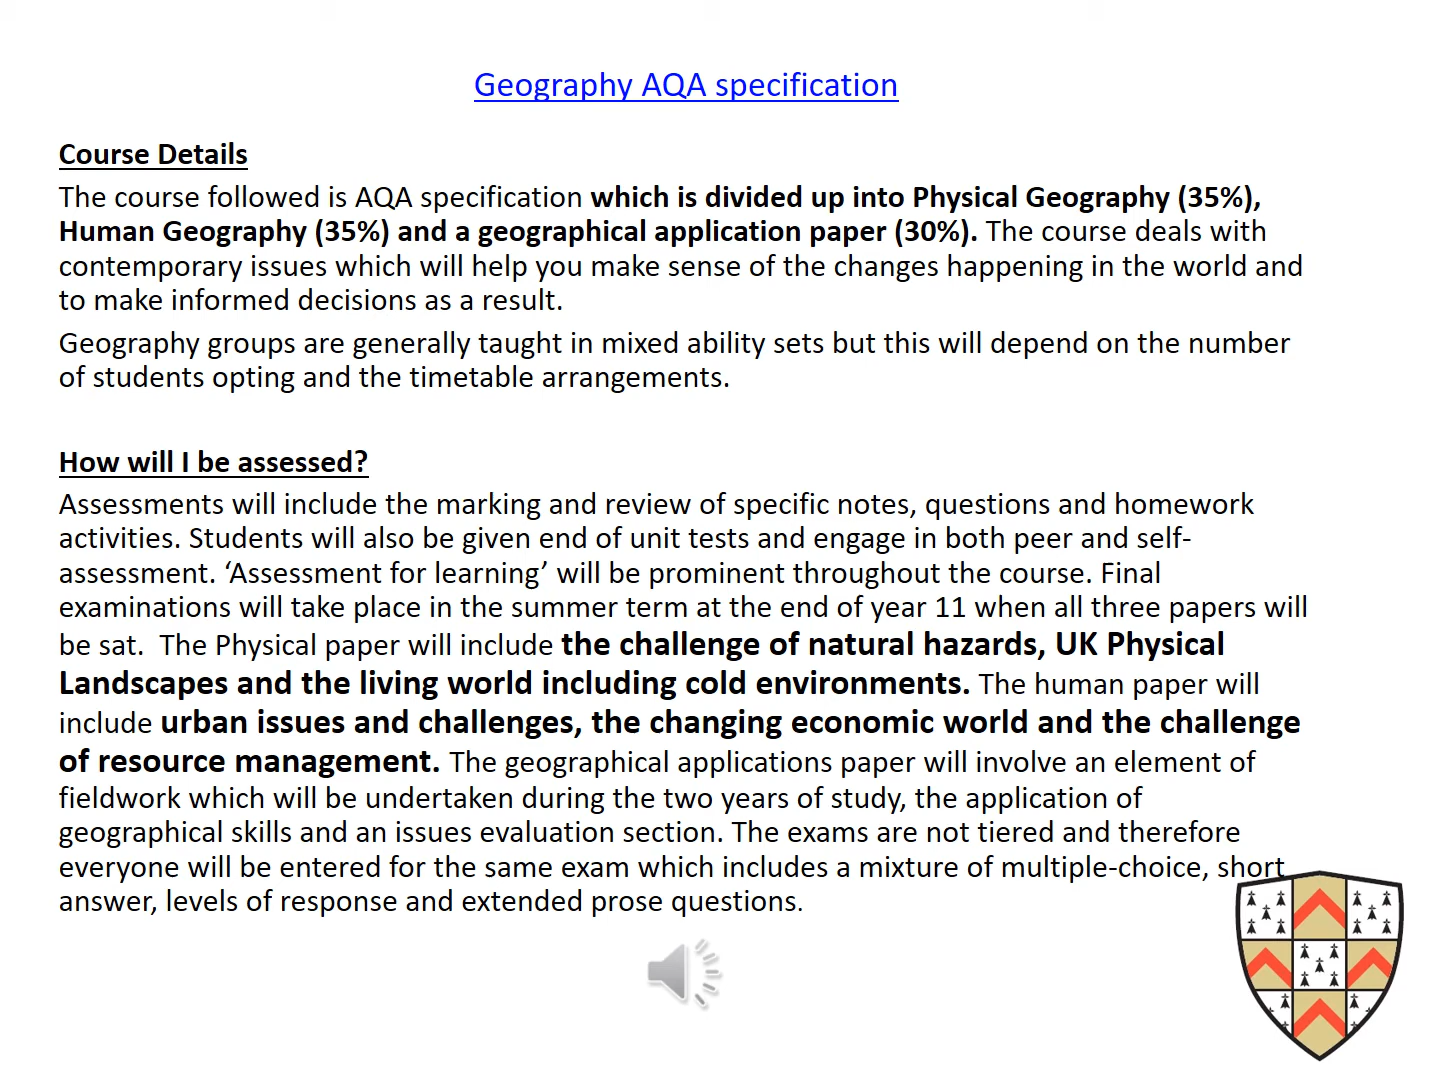 Geography AQA specification
Course Details
The course followed is AQA specification which is divided up into Physical Geography (35%),
Human Geography (35%) and a geographical application paper (30%). The course deals with
contemporary issues which will help you make sense of the changes happening in the world and
to make informed decisions as a result.
Geography groups are generally taught in mixed ability sets but this will depend on the number
of students opting and the timetable arrangements.
How will I be assessed?
Assessments will include the marking and review of specific notes, questions and homework
activities. Students will also be given end of unit tests and engage in both peer and self-
assessment. ‘Assessment for learning’ will be prominent throughout the course. Final
examinations will take place in the summer term at the end of year 11 when all three papers will
be sat.  The Physical paper will include the challenge of natural hazards, UK Physical
Landscapes and the living world including cold environments. The human paper will
include urban issues and challenges, the changing economic world and the challenge
of resource management. The geographical applications paper will involve an element of
fieldwork which will be undertaken during the two years of study, the application of
geographical skills and an issues evaluation section. The exams are not tiered and therefore
everyone will be entered for the same exam which includes a mixture of multiple-choice, short
answer, levels of response and extended prose questions.